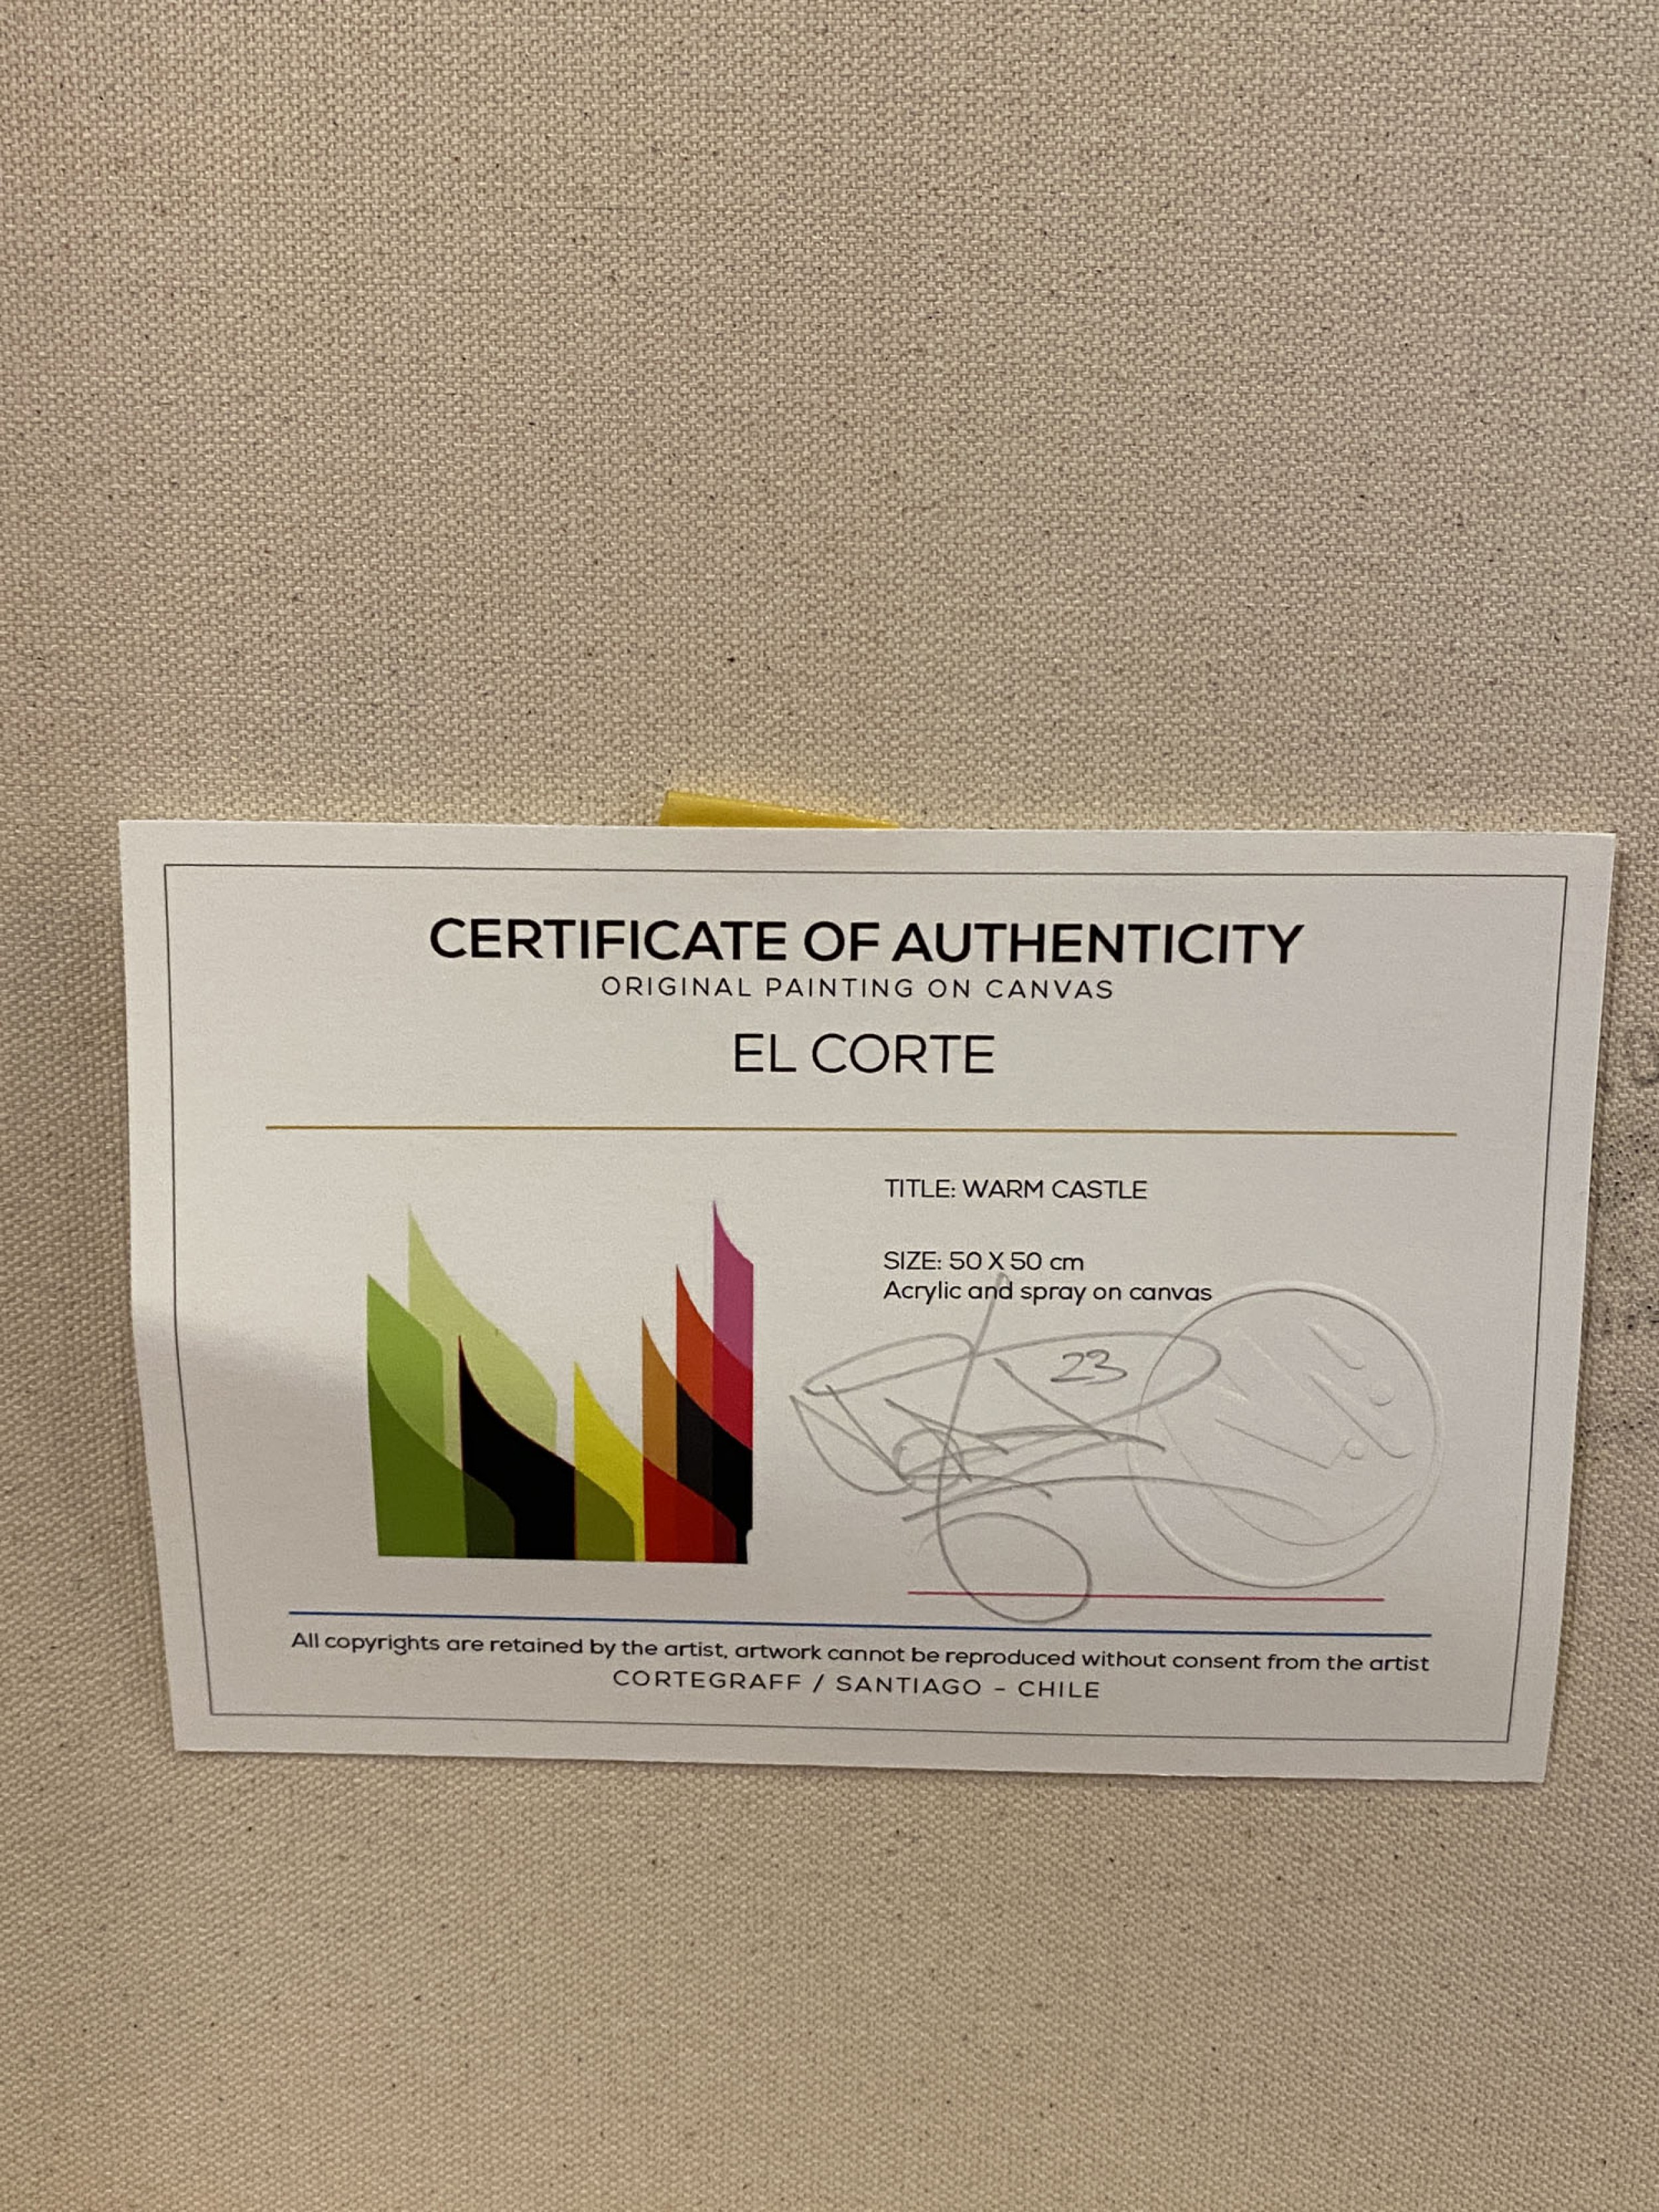 CERTIFICATE OF AUTHENTICITY
ORIGINAL PAINTING ON CANVAS
EL CORTE
TITLE: WARM CASTLE
SIZE: 50 X 50 cm
Acrylic and spray on canvas
23
All copyrights are retained by the artist, artwork cannot be reproduced without consent from the artist
CORTEGRAFF / SANTIAGO - CHILE